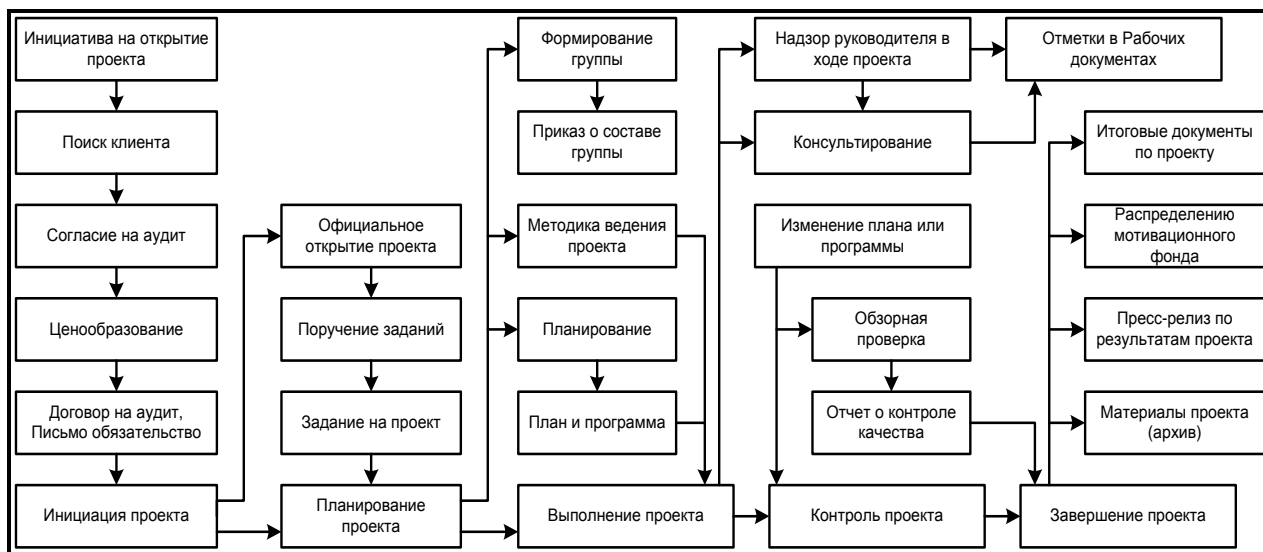 Инициатива на открытие
проекта
Поиск клиента
Согласие на аудит
Ценообразование
Договор на аудит,
Письмо обязательство
Инициация проекта
Официальное
открытие проекта
Поручение заданий
Задание на проект
Планирование
проекта
Формирование
группы
Приказ о составе
группы
Методика ведения
проекта
Планирование
План и программа
Выполнение проекта
Надзор руководителя в
ходе проекта
Консультирование
Изменение плана или
программы
Обзорная
проверка
Отчет о контроле
качества
Контроль проекта
Отметки в Рабочих
документах
Итоговые документы
по проекту
Распределению
мотивационного
фонда
Пресс-релиз по
результатам проекта
Материалы проекта
(архив)
Завершение проекта